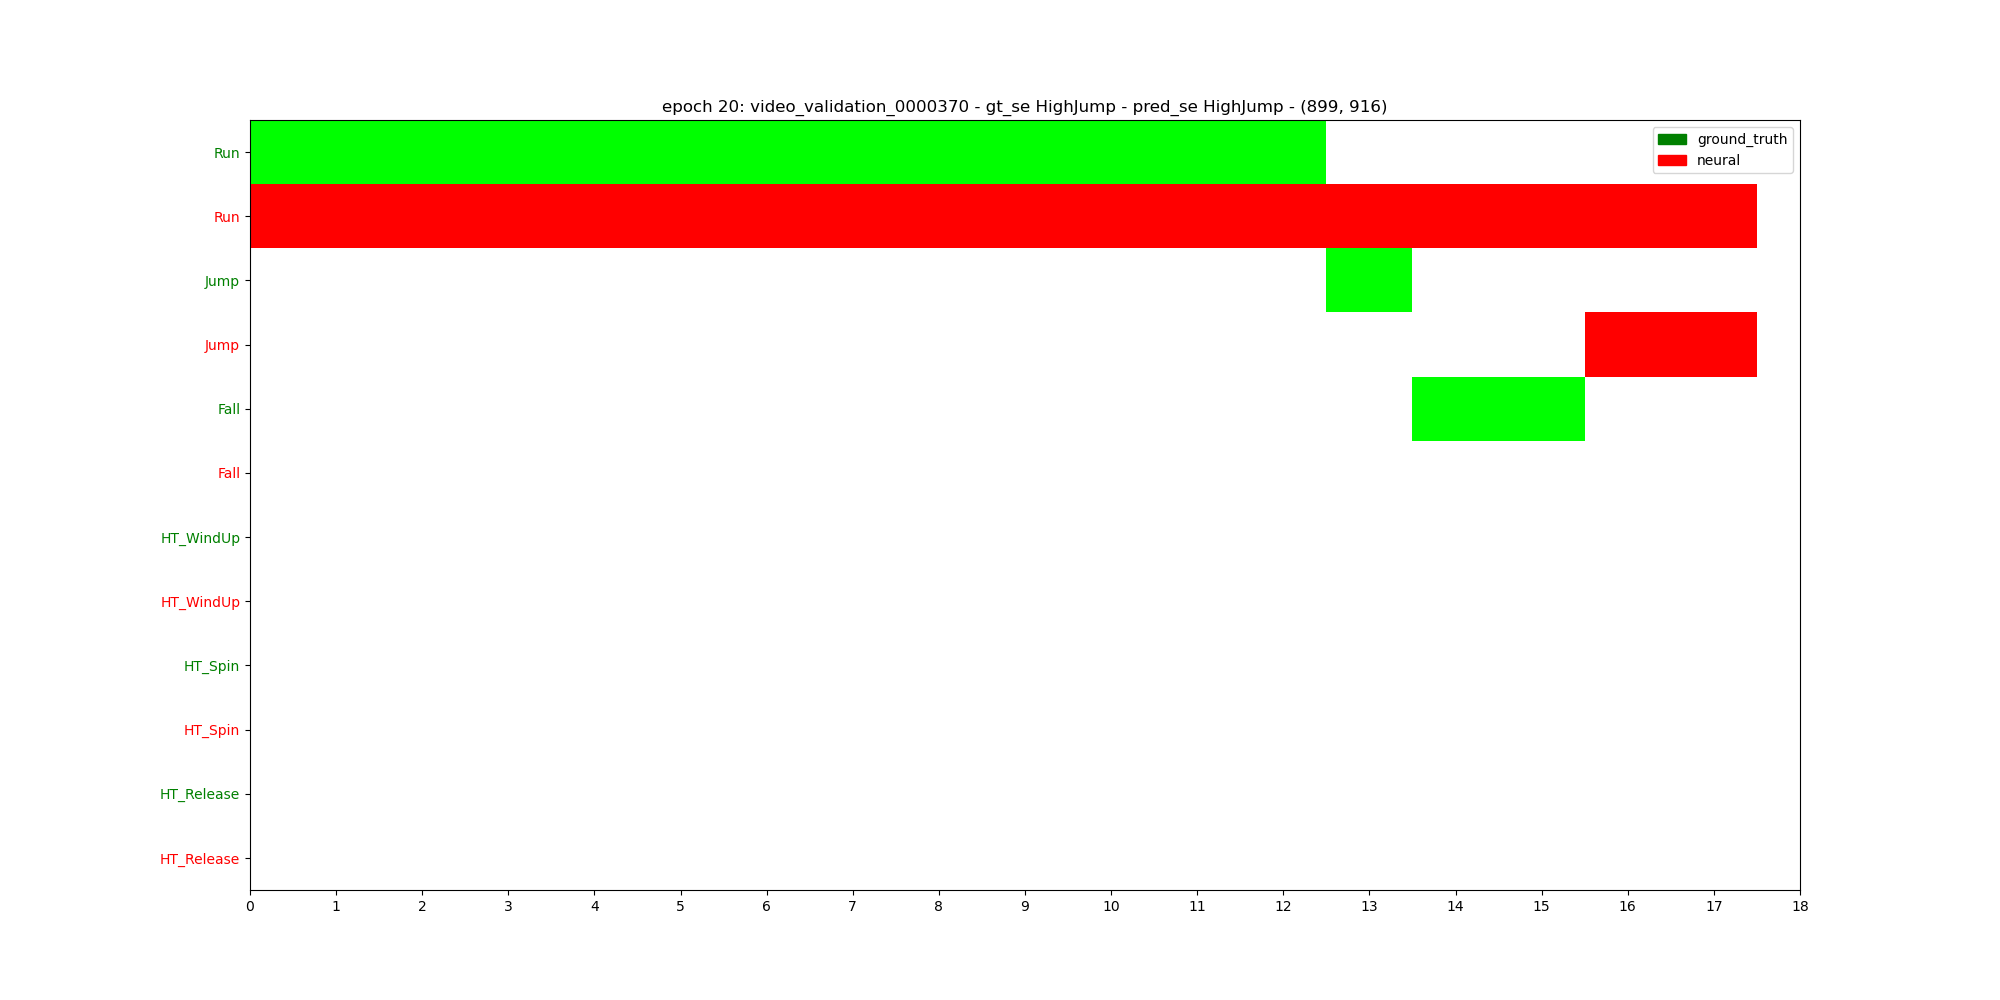 epoch 20: video_validation_0000370 - gt_se HighJump - pred_se HighJump - (899, 916)
ground_truth
neural
Run
Run
Jump
Jump
Fall
Fall
HT_WindUp
HT_WindUp
HT_Spin
HT_Spin
HT_Release
HT_Release
0 1 2 3 4 5 6 7 8 9 10 11 12 13 14 15 16 17 18